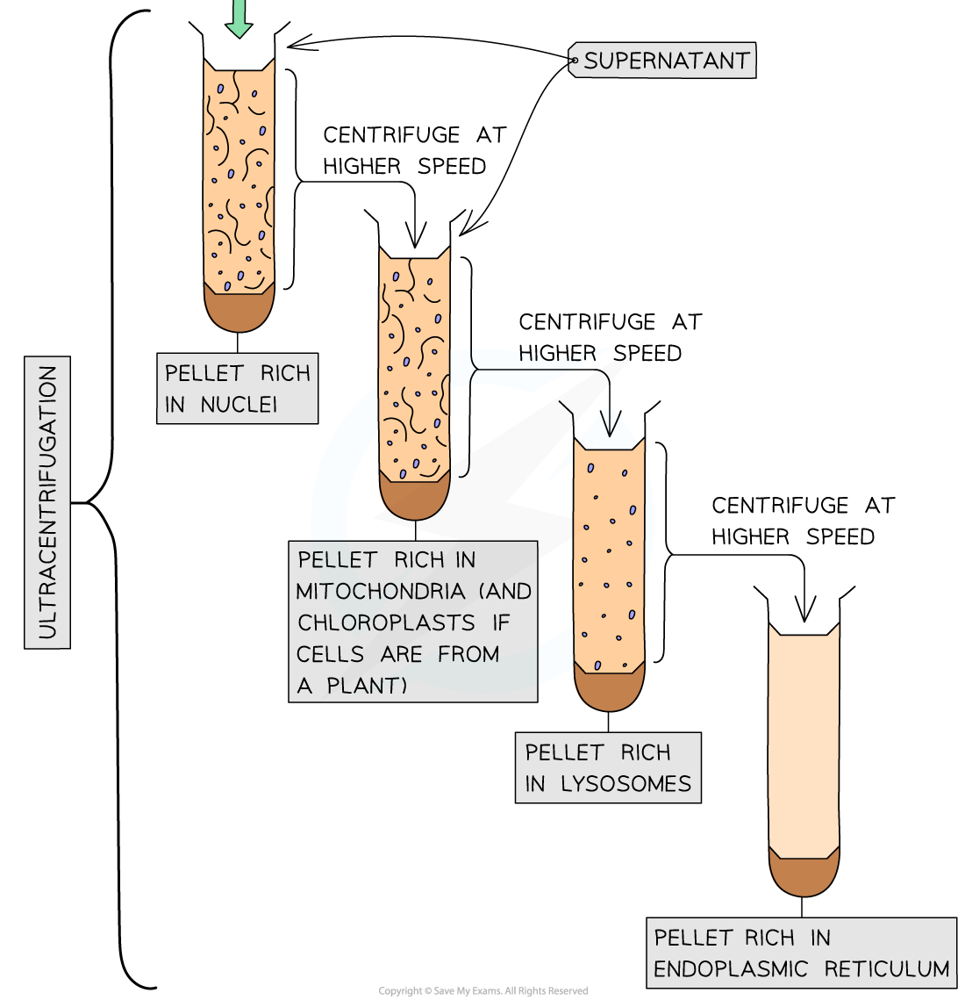 SUPERNATANT
CENTRIFUGE AT
HIGHER SPEED
CENTRIFUGE AT
HIGHER SPEED
PELLET RICH
IN NUCLEI
ULTRACENTRIFUGATION
CENTRIFUGE AT
HIGHER SPEED
PELLET RICH IN
MITOCHONDRIA (AND
CHLOROPLASTS IF
CELLS ARE FROM
A PLANT)
PELLET RICH
IN LYSOSOMES
PELLET RICH IN
ENDOPLASMIC RETICULUM
Copyright © Save My Exams. All Rights Reserved